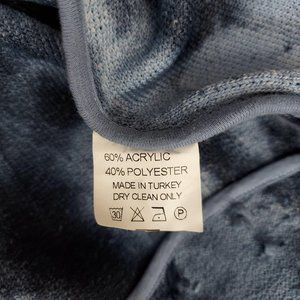 60% ACRYLIC
40% POLYESTER
MADE IN TURKEY
DRY CLEAN ONLY
30 P